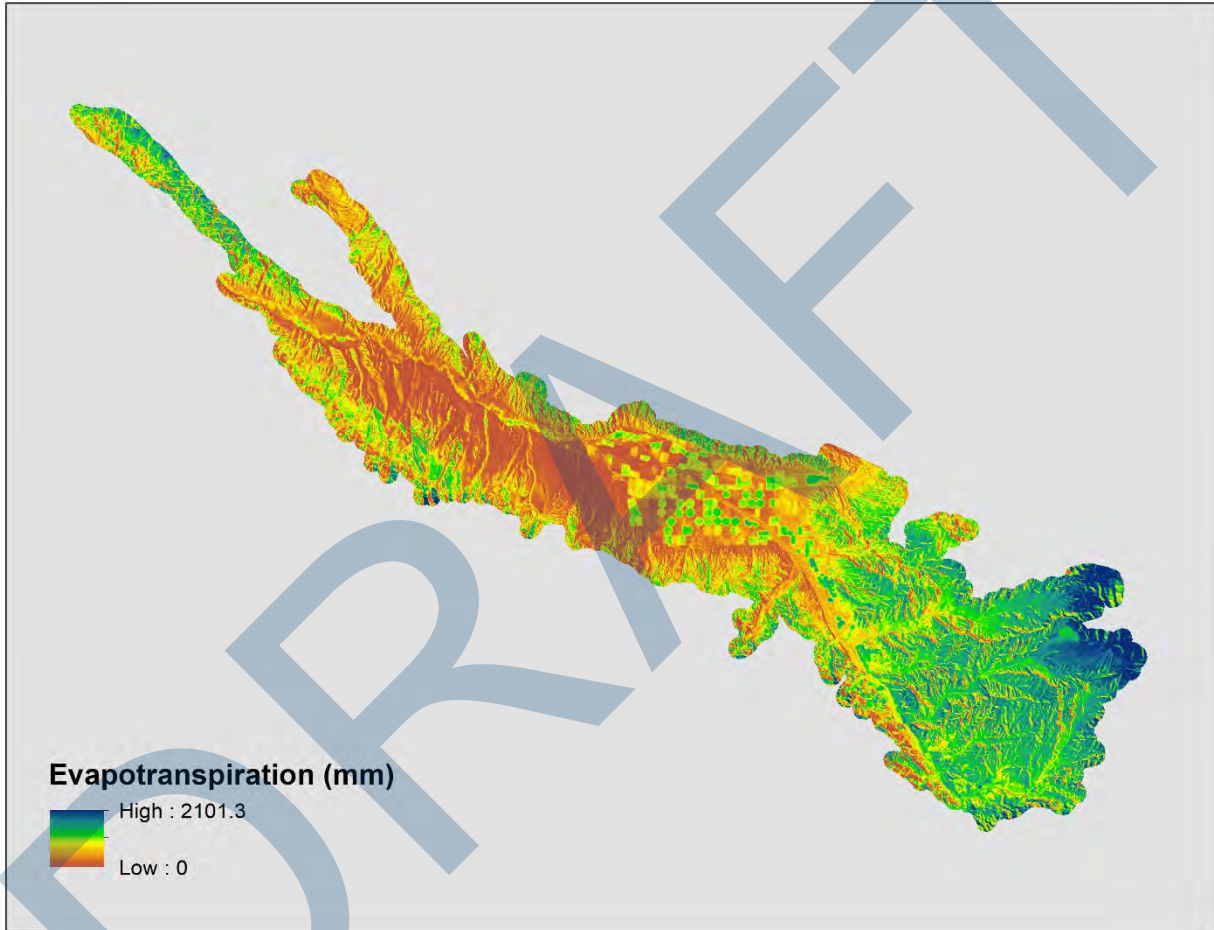 DRAFT
Evapotranspiration (mm)
High : 2101.3
Low : 0